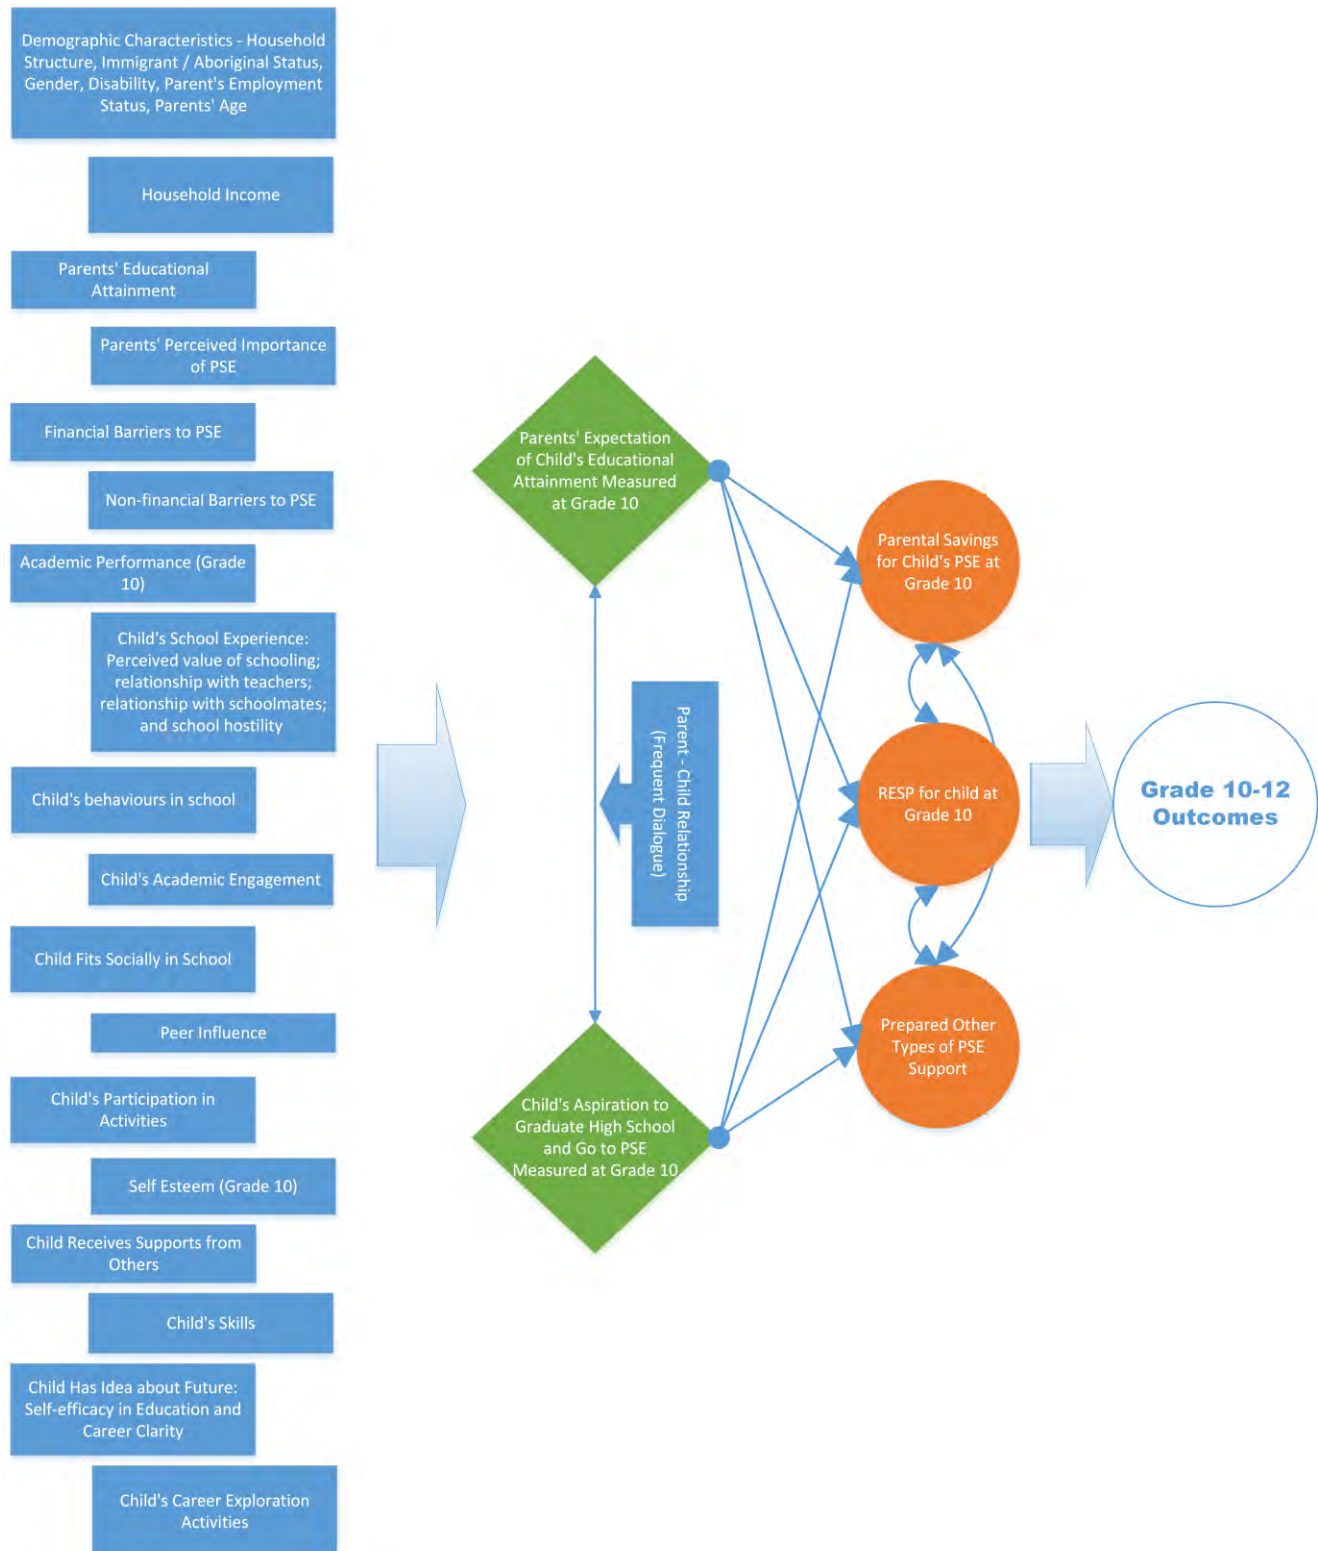 Demographic Characteristics - Household
Structure, Immigrant / Aboriginal Status,
Gender, Disability, Parent's Employment
Status, Parents' Age
Household Income
Parents' Educational
Attainment
Parents' Perceived Importance
of PSE
Financial Barriers to PSE
Non-financial Barriers to PSE
Academic Performance (Grade
10)
Child's School Experience:
Perceived value of schooling;
relationship with teachers;
relationship with schoolmates;
and school hostility
Child's behaviours in school
Child's Academic Engagement
Child Fits Socially in School
Peer Influence
Child's Participation in
Activities
Self Esteem (Grade 10)
Child Receives Supports from
Others
Child's Skills
Child Has Idea about Future:
Self-efficacy in Education and
Career Clarity
Child's Career Exploration
Activities
Parents' Expectation
of Child's Educational
Attainment Measured
at Grade 10
Parent - Child Relationship
(Frequent Dialogue)
Child's Aspiration to
Graduate High School
and Go to PSE
Measured at Grade 10
Parental Savings
for Child's PSE at
Grade 10
RESP for child at
Grade 10
Prepared Other
Types of PSE
Support
Grade 10-12
Outcomes